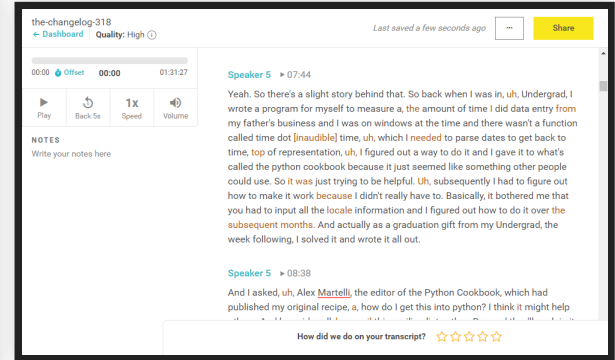 the-changelog-318
← Dashboard Quality: High i
Last saved a few seconds ago
...
Share
00:00 Offset 00:00 01:31:27
Play
Back 5s
1x
Speed
Volume
NOTES
Write your notes here
Speaker 5 ▶ 07:44
Yeah. So there's a slight story behind that. So back when I was in, uh, Undergrad, I
wrote a program for myself to measure a, the amount of time I did data entry from
my father's business and I was on windows at the time and there wasn't a function
called time dot [inaudible] time, uh, which I needed to parse dates to get back to
time, top of representation, uh, I figured out a way to do it and I gave it to what's
called the python cookbook because it just seemed like something other people
could use. So it was just trying to be helpful. Uh, subsequently I had to figure out
how to make it work because I didn't really have to. Basically, it bothered me that
you had to input all the locale information and I figured out how to do it over the
subsequent months. And actually as a graduation gift from my Undergrad, the
week following, I solved it and wrote it all out.
Speaker 5 ▶ 08:38
And I asked, uh, Alex Martelli, the editor of the Python Cookbook, which had
published my original recipe, a, how do I get this into python? I think it might help
How did we do on your transcript?